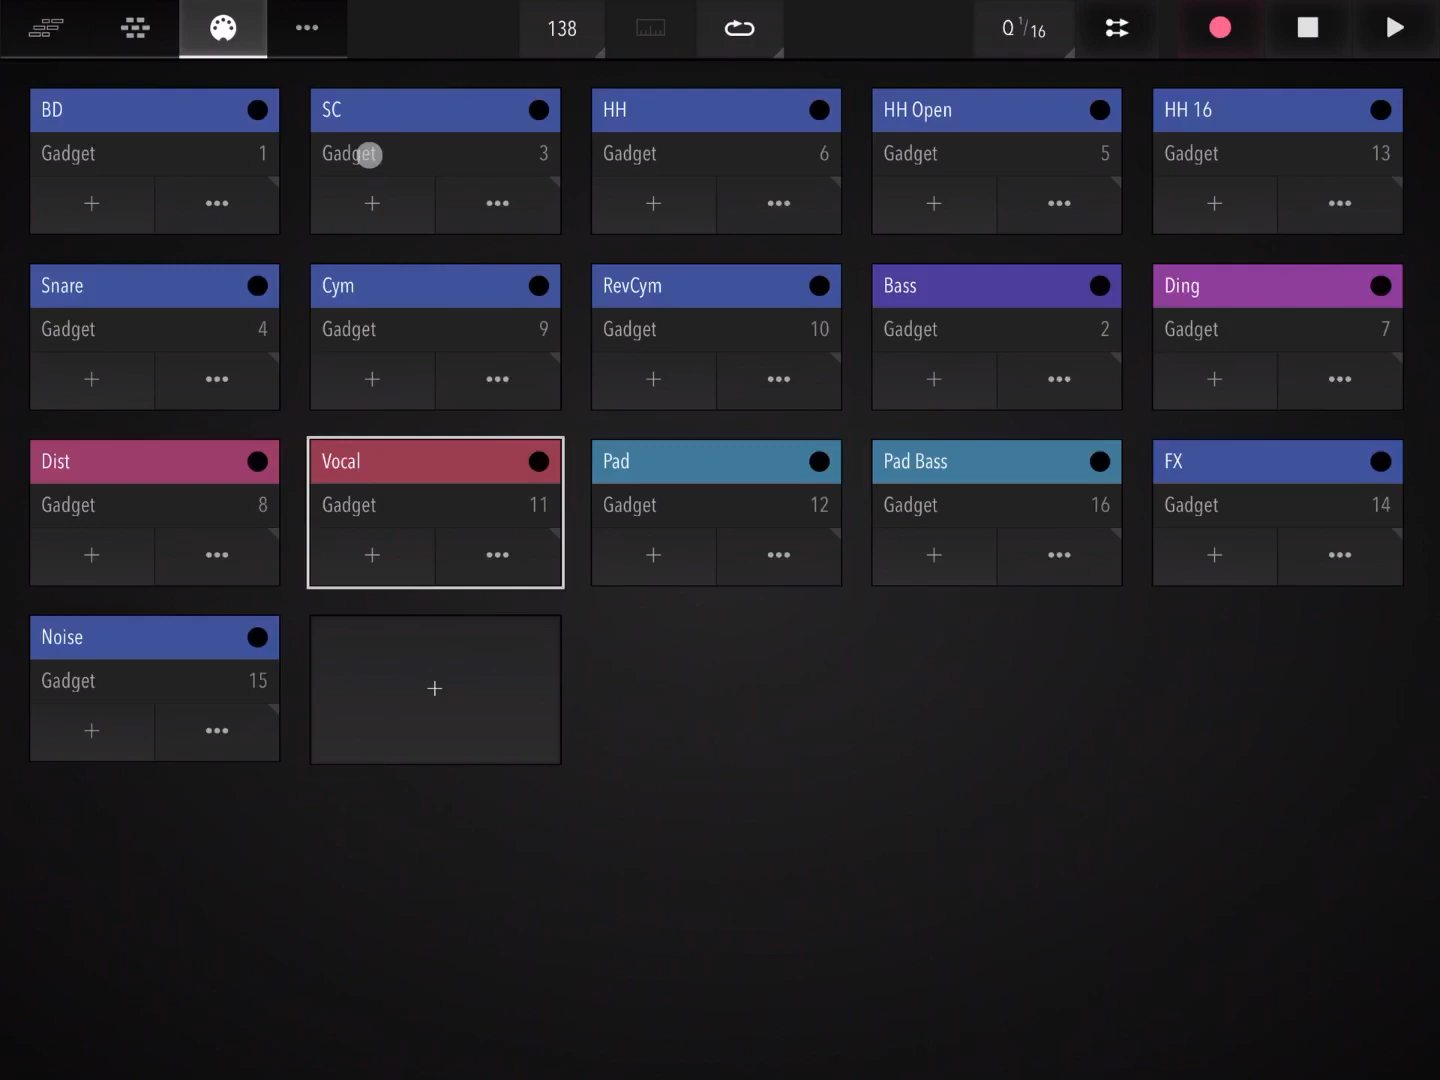 138
Q 1/16
BD
Gadget 1
SC
Gadget 3
HH
Gadget 6
HH Open
Gadget 5
HH 16
Gadget 13
Snare
Gadget 4
Cym
Gadget 9
RevCym
Gadget 10
Bass
Gadget 2
Ding
Gadget 7
Dist
Gadget 8
Vocal
Gadget 11
Pad
Gadget 12
Pad Bass
Gadget 16
FX
Gadget 14
Noise
Gadget 15